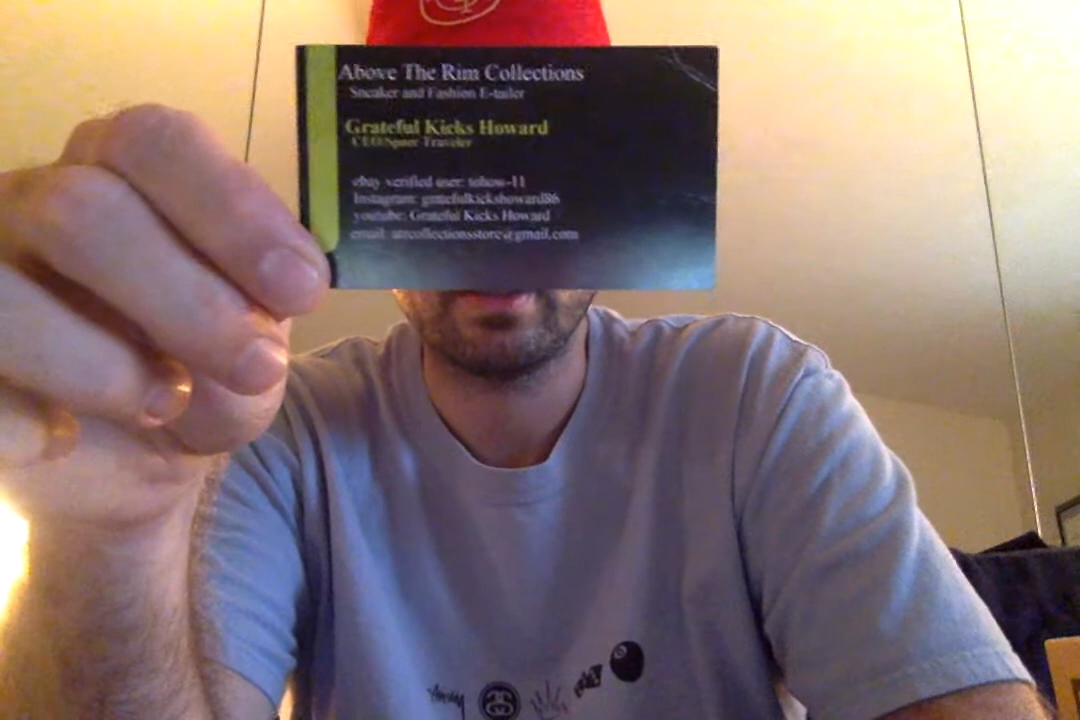 Above The Rim Collections
Sneaker and Fashion E-tailer
Grateful Kicks Howard
CEO/Space Traveler
ebay verified user: tohow-11
Instagram: gratefulkickshoward86
youtube: Grateful Kicks Howard
email: atrcollectionsstore@gmail.com